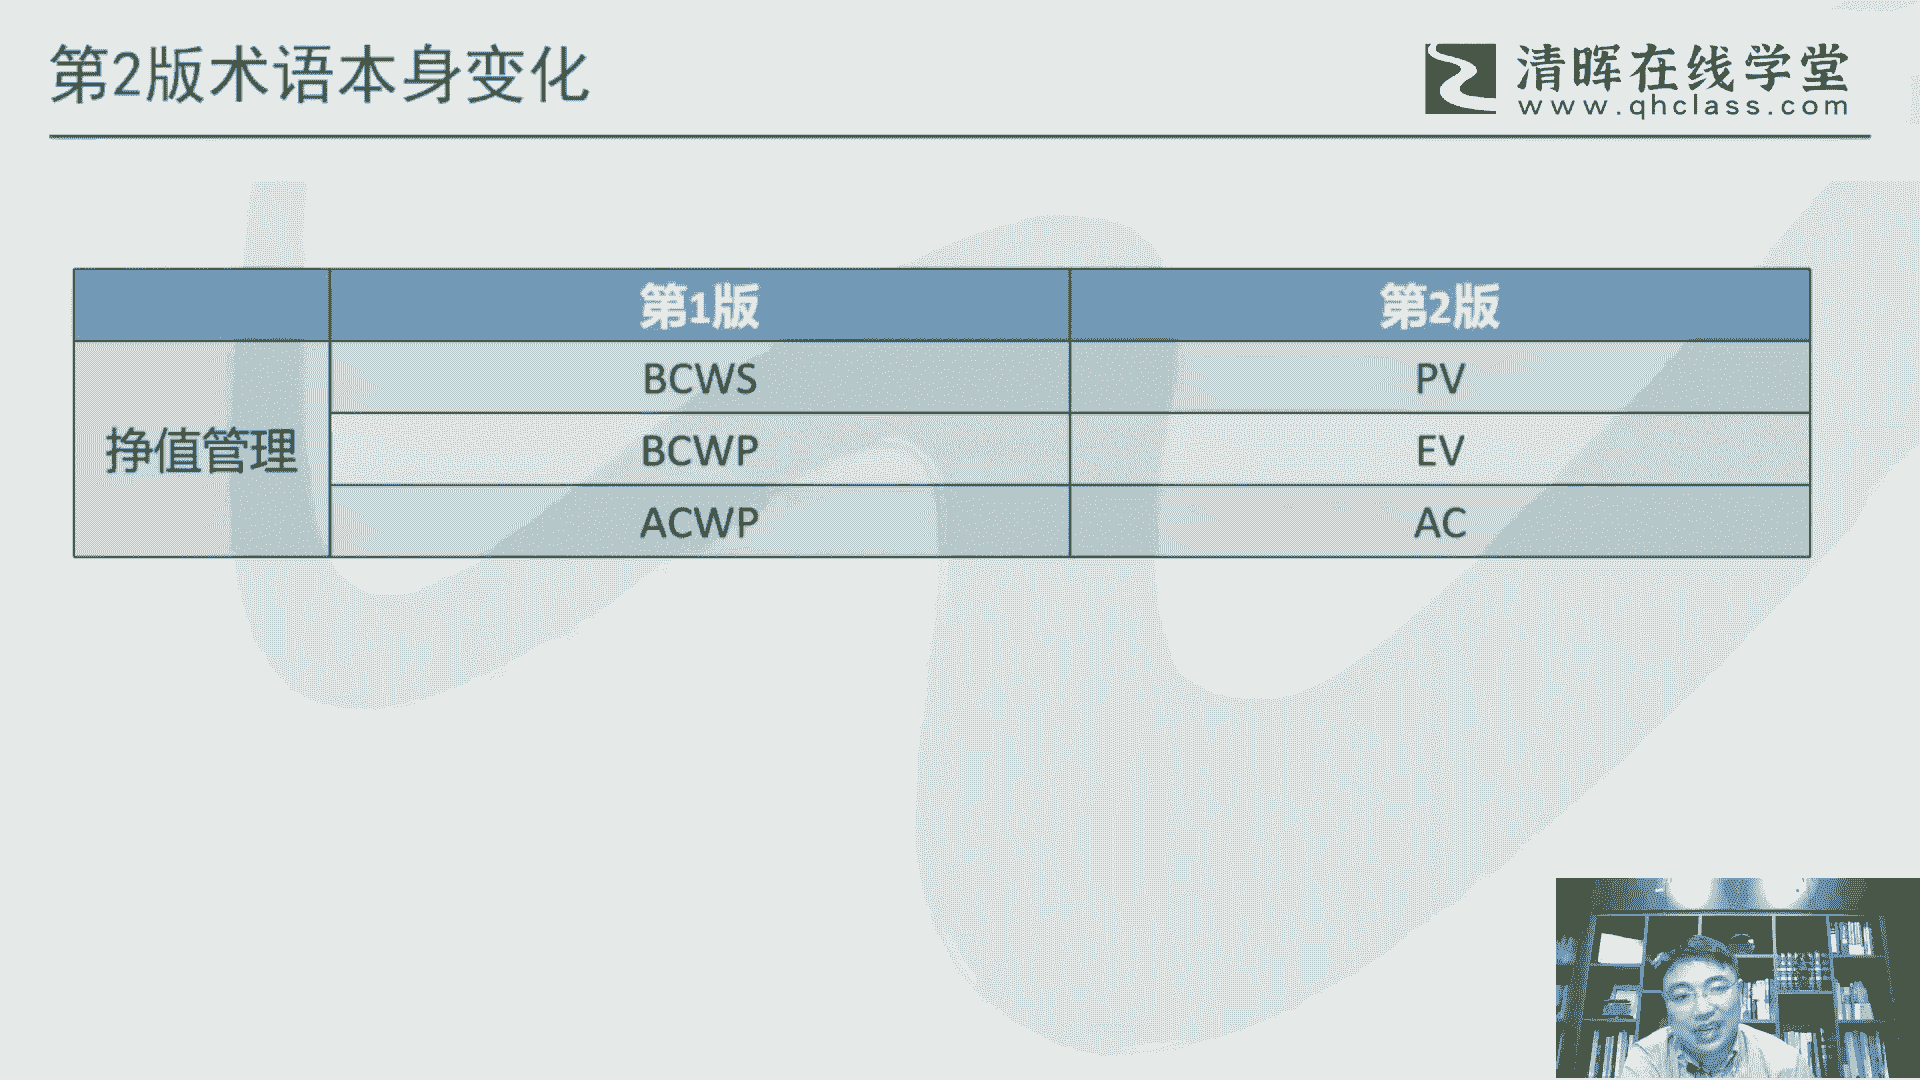 第2版术语本身变化
清晖在线学堂
www.qhclass.com
第1版 第2版
BCWS PV
挣值管理 BCWP EV
ACWP AC